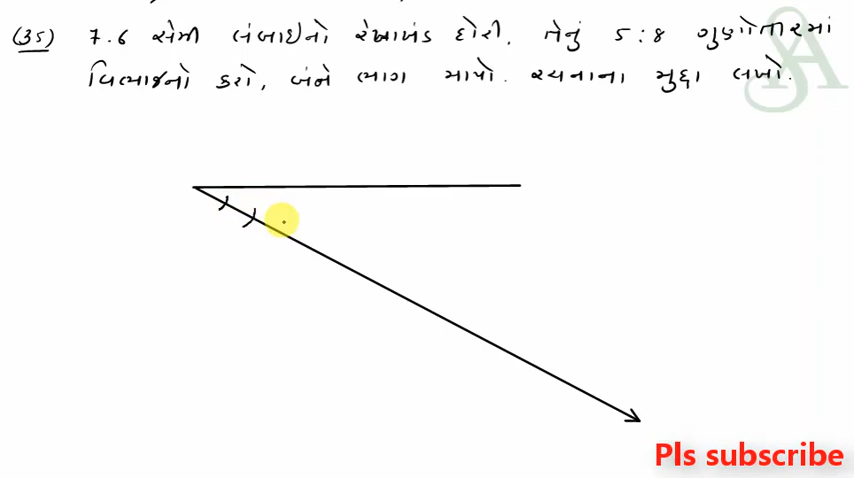 (35) 7.6 સેમી લંબાઈનો રેખાખંડ દોરી, તેનું 5:8 ગુણોત્તરમાં
વિભાજનો કરો, બંને ભાગ માપો. રચનાના મુદ્દા લખો.
Pls subscribe